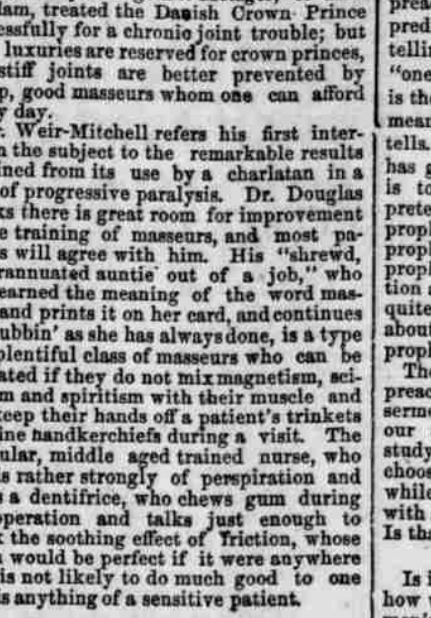 lam, treated the Danish Crown Prince
essfully for a chronic joint trouble; but
luxuries are reserved for crown princes,
stiff joints are better prevented by
p, good masseurs whom one can afford
y day.
r. Weir-Mitchell refers his first inter-
n the subject to the remarkable results
ined from its use by a charlatan in a
of progressive paralysis. Dr. Douglas
ks there is great room for improvement
e training of masseurs, and most pa-
s will agree with him. His "shrewd,
rannuated auntie out of a job," who
earned the meaning of the word mas-
and prints it on her card, and continues
ubbin' as she has always done, is a type
plentiful class of masseurs who can be
ated if they do not mix magnetism, sci-
m and spiritism with their muscle and
keep their hands off a patient's trinkets
ine handkerchiefs during a visit. The
ular, middle aged trained nurse, who
s rather strongly of perspiration and
s a dentifrice, who chews gum during
operation and talks just enough to
k the soothing effect of friction, whose
would be perfect if it were anywhere
is not likely to do much good to one
is anything of a sensitive patient.
preac
pred
tellin
"one
is the
mean
tells.
has g
is to
prete
proph
proph
proph
tion a
quite
about
proph
The
preac
sermo
our
study
choos
while
with
Is tha
Is i
how w